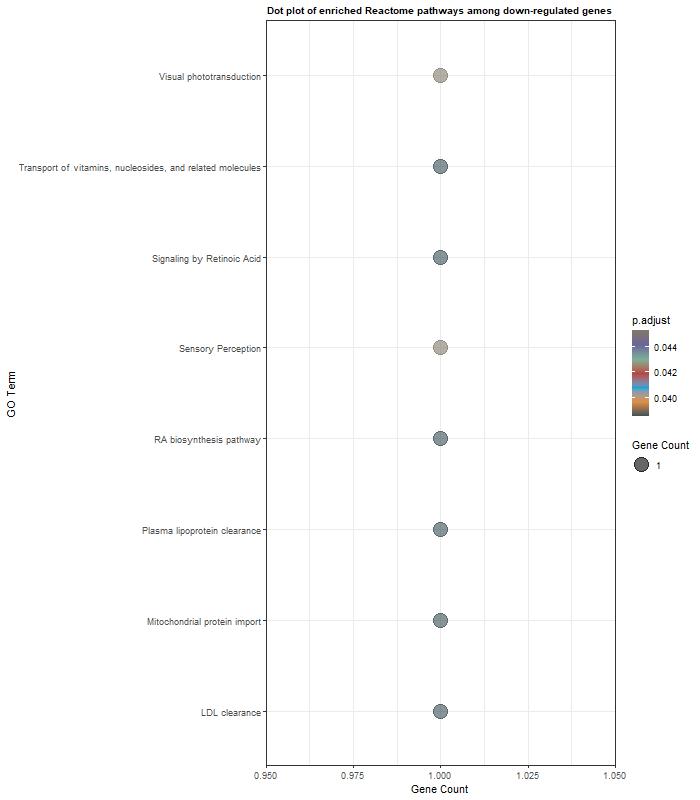 Dot plot of enriched Reactome pathways among down-regulated genes
Visual phototransduction
Transport of vitamins, nucleosides, and related molecules
Signaling by Retinoic Acid
Sensory Perception
RA biosynthesis pathway
Plasma lipoprotein clearance
Mitochondrial protein import
LDL clearance
GO Term
0.950 0.975 1.000 1.025 1.050
Gene Count
p.adjust
0.044
0.042
0.040
Gene Count
1